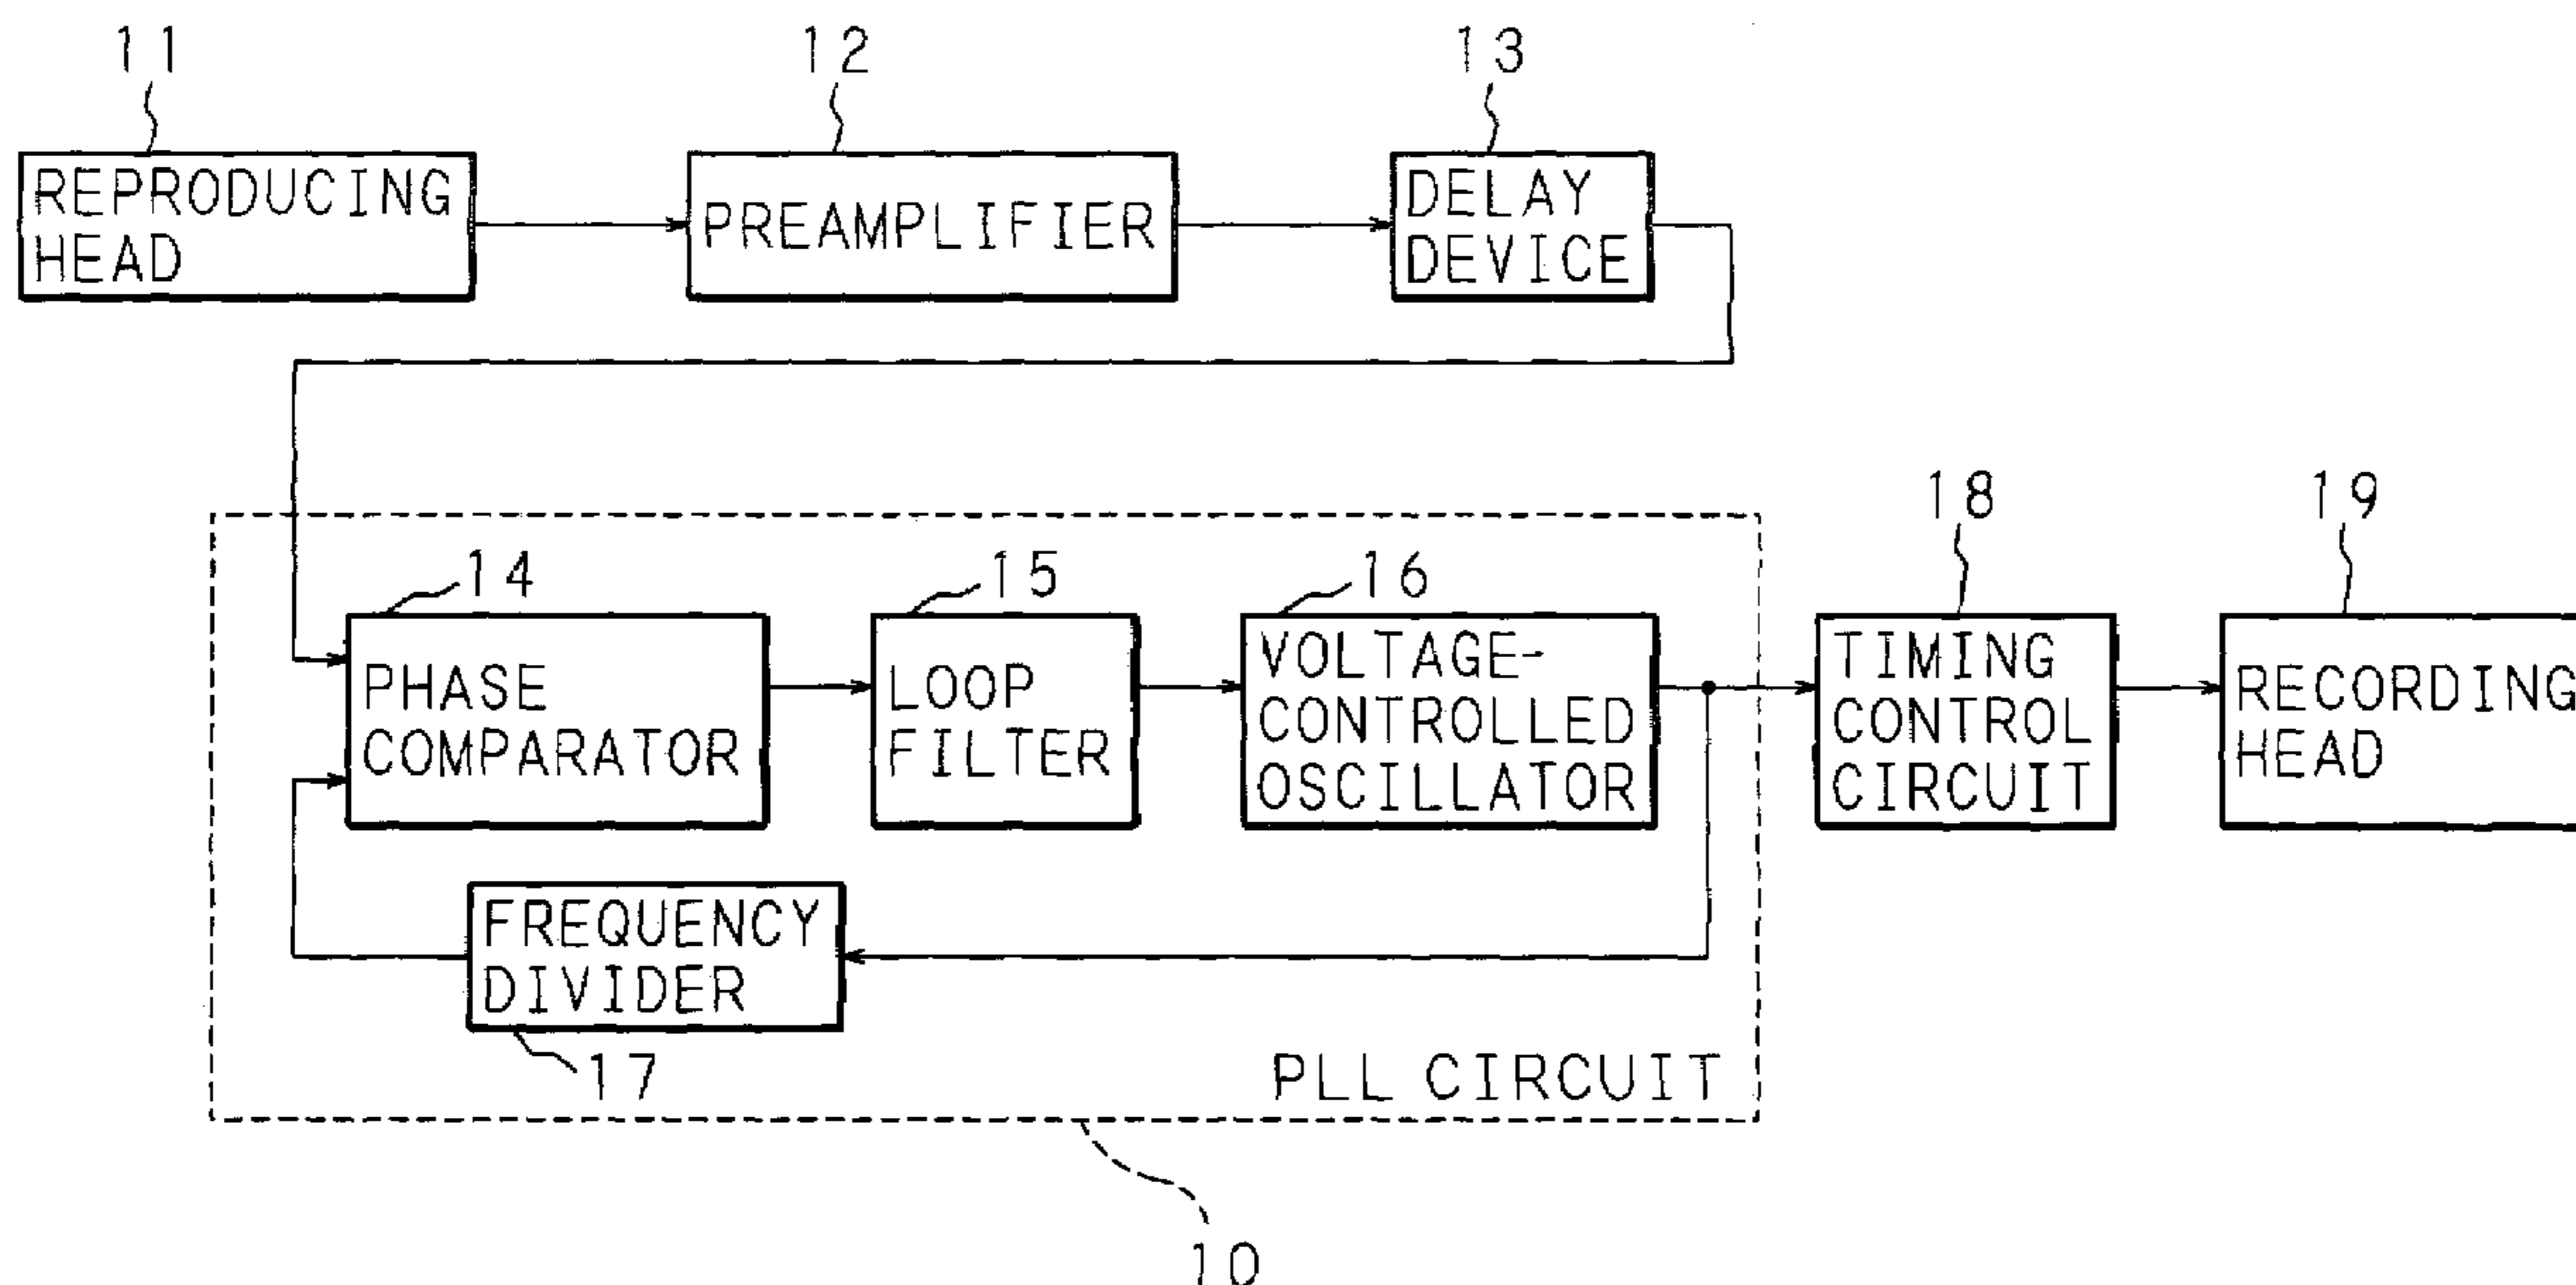 11
12
13
REPRODUCING
HEAD
PREAMPLIFIER
DELAY
DEVICE
18
19
14
15
16
PHASE
COMPARATOR
LOOP
FILTER
VOLTAGE-
CONTROLLED
OSCILLATOR
TIMING
CONTROL
CIRCUIT
RECORDING
HEAD
FREQUENCY
DIVIDER
17
PLL CIRCUIT
10